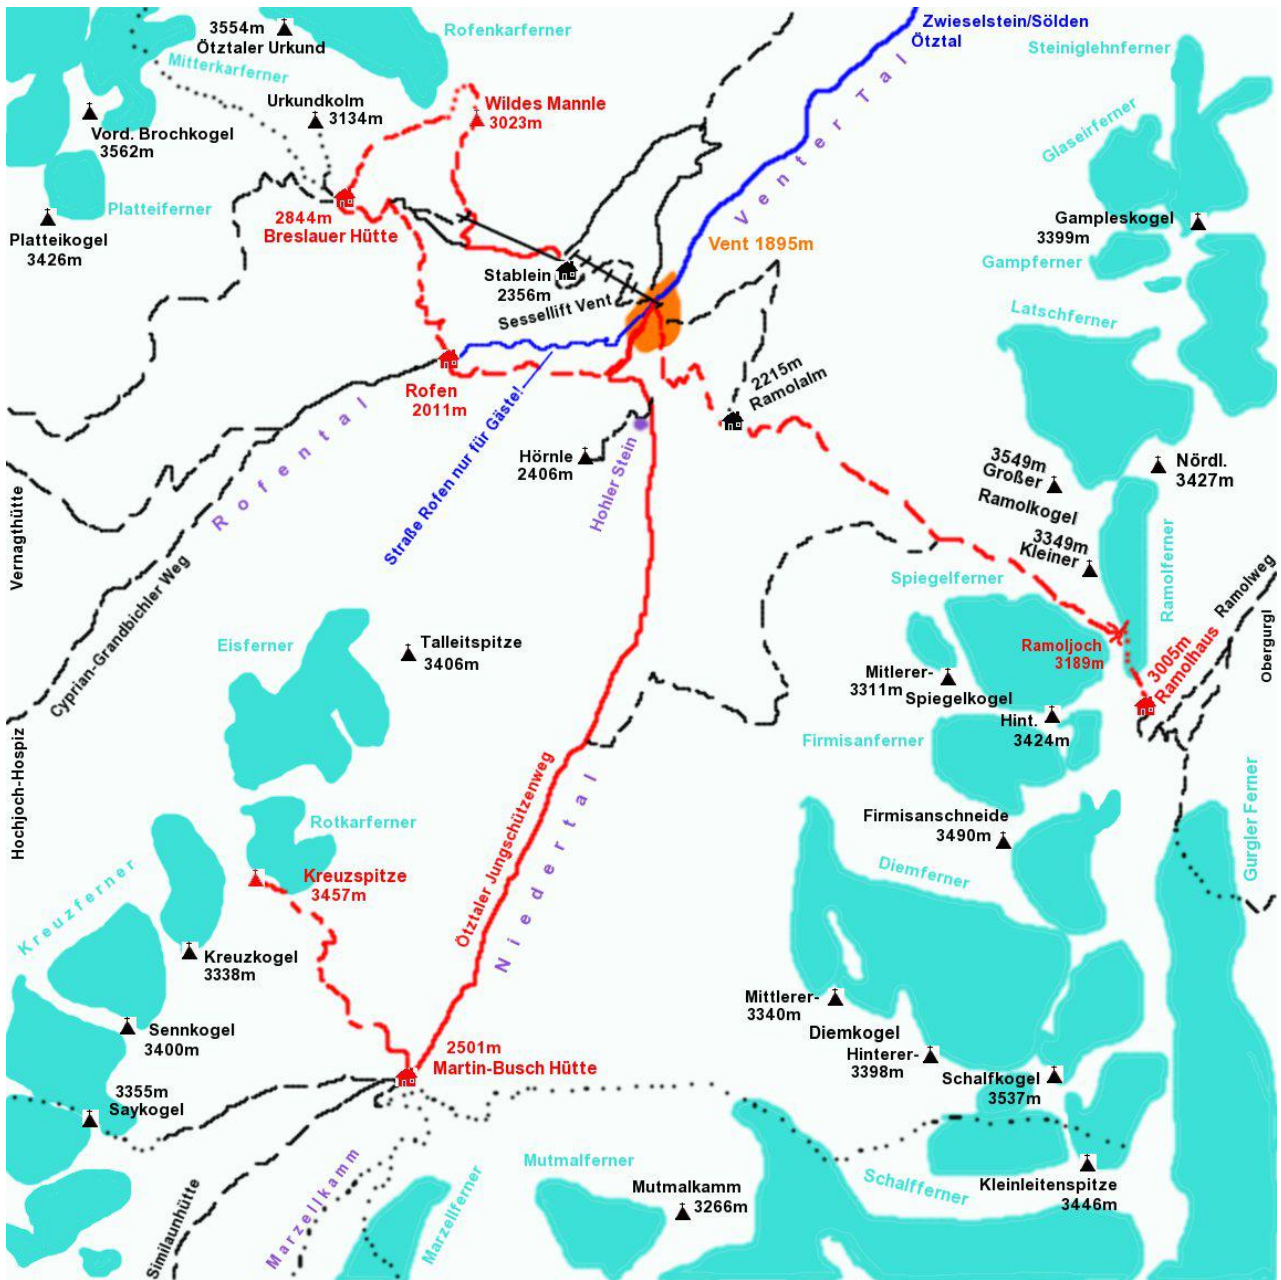 3554m
Ötztaler Urkund
Rofenkarferner
Zwieselstein/Sölden
Ötztal
Steiniglehnferner
Mitterkarferner
Urkundkolm
3134m
Wildes Mannle
3023m
Vord. Brochkogel
3562m
Glaseirferner
Venter Tal
Platteiferner
Platteikogel
3426m
2844m
Breslauer Hütte
Gampleskogel
3399m
Vent 1895m
Gampferner
Stablein
2356m
Sessellift Vent
Latschferner
Rofen
2011m
2215m
Ramolalm
Straße Rofen nur für Gäste!
Rofental
Hörnle
2406m
Hohler Stein
3549m
Großer
Ramolkogel
3349m
Kleiner
Nördl.
3427m
Vernagthütte
Cyprian-Grandbichler Weg
Spiegelferner
Ramolferner
Ramolweg
Obergurgl
Eisferner
Talleitspitze
3406m
Ramoljoch
3189m
3005m
Ramolhaus
Mitlerer-
3311m
Spiegelkogel
Hint.
3424m
Firmisanferner
Hochjoch-Hospiz
Ötztaler Jungschützenweg
Niedertal
Rotkarferner
Firmisanschneide
3490m
Gurgler Ferner
Diemferner
Kreuzspitze
3457m
Kreuzferner
Kreuzkogel
3338m
Mittlerer-
3340m
Diemkogel
Hinterer-
3398m
Sennkogel
3400m
2501m
Martin-Busch Hütte
Schalfkogel
3537m
3355m
Saykogel
Mutmalferner
Mutmalkamm
3266m
Schalfferner
Kleinleitenspitze
3446m
Similaunhütte
Marzellkamm
Marzellferner